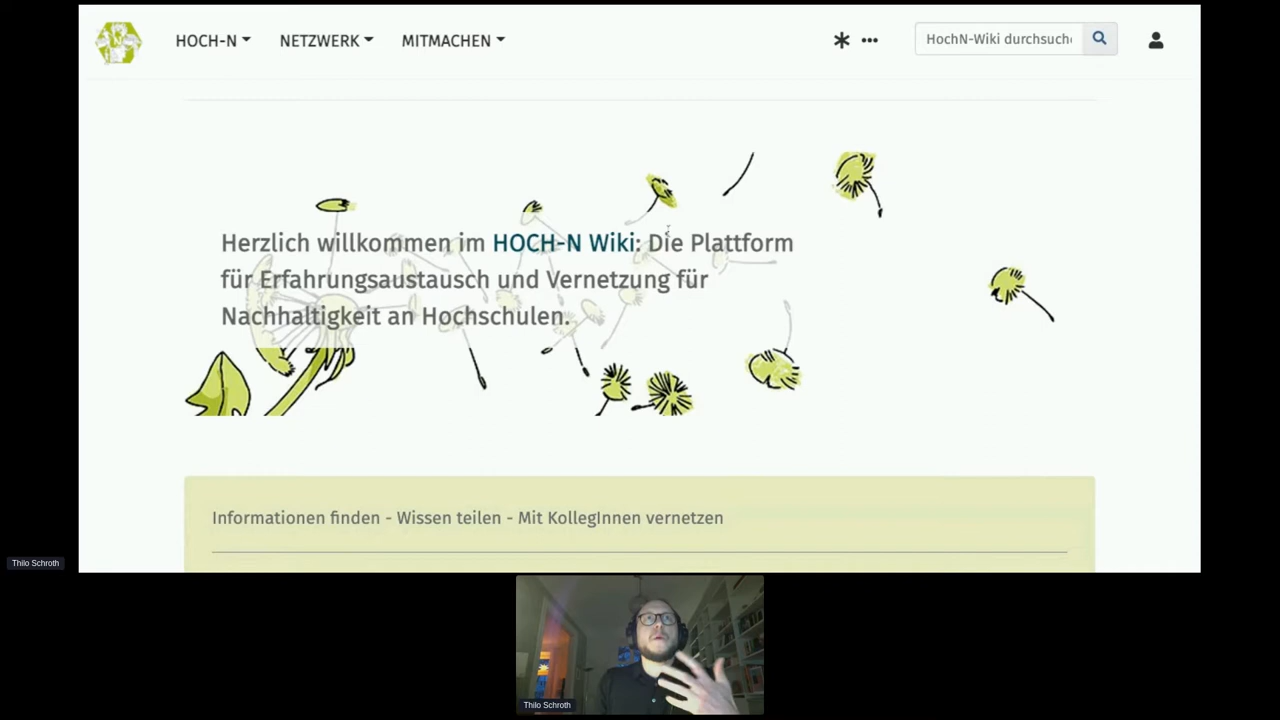 HOCH-N NETZWERK MITMACHEN HochN-Wiki durchsuche
Herzlich willkommen im HOCH-N Wiki: Die Plattform
für Erfahrungsaustausch und Vernetzung für
Nachhaltigkeit an Hochschulen.
Informationen finden - Wissen teilen - Mit KollegInnen vernetzen
Thilo Schroth
Thilo Schroth